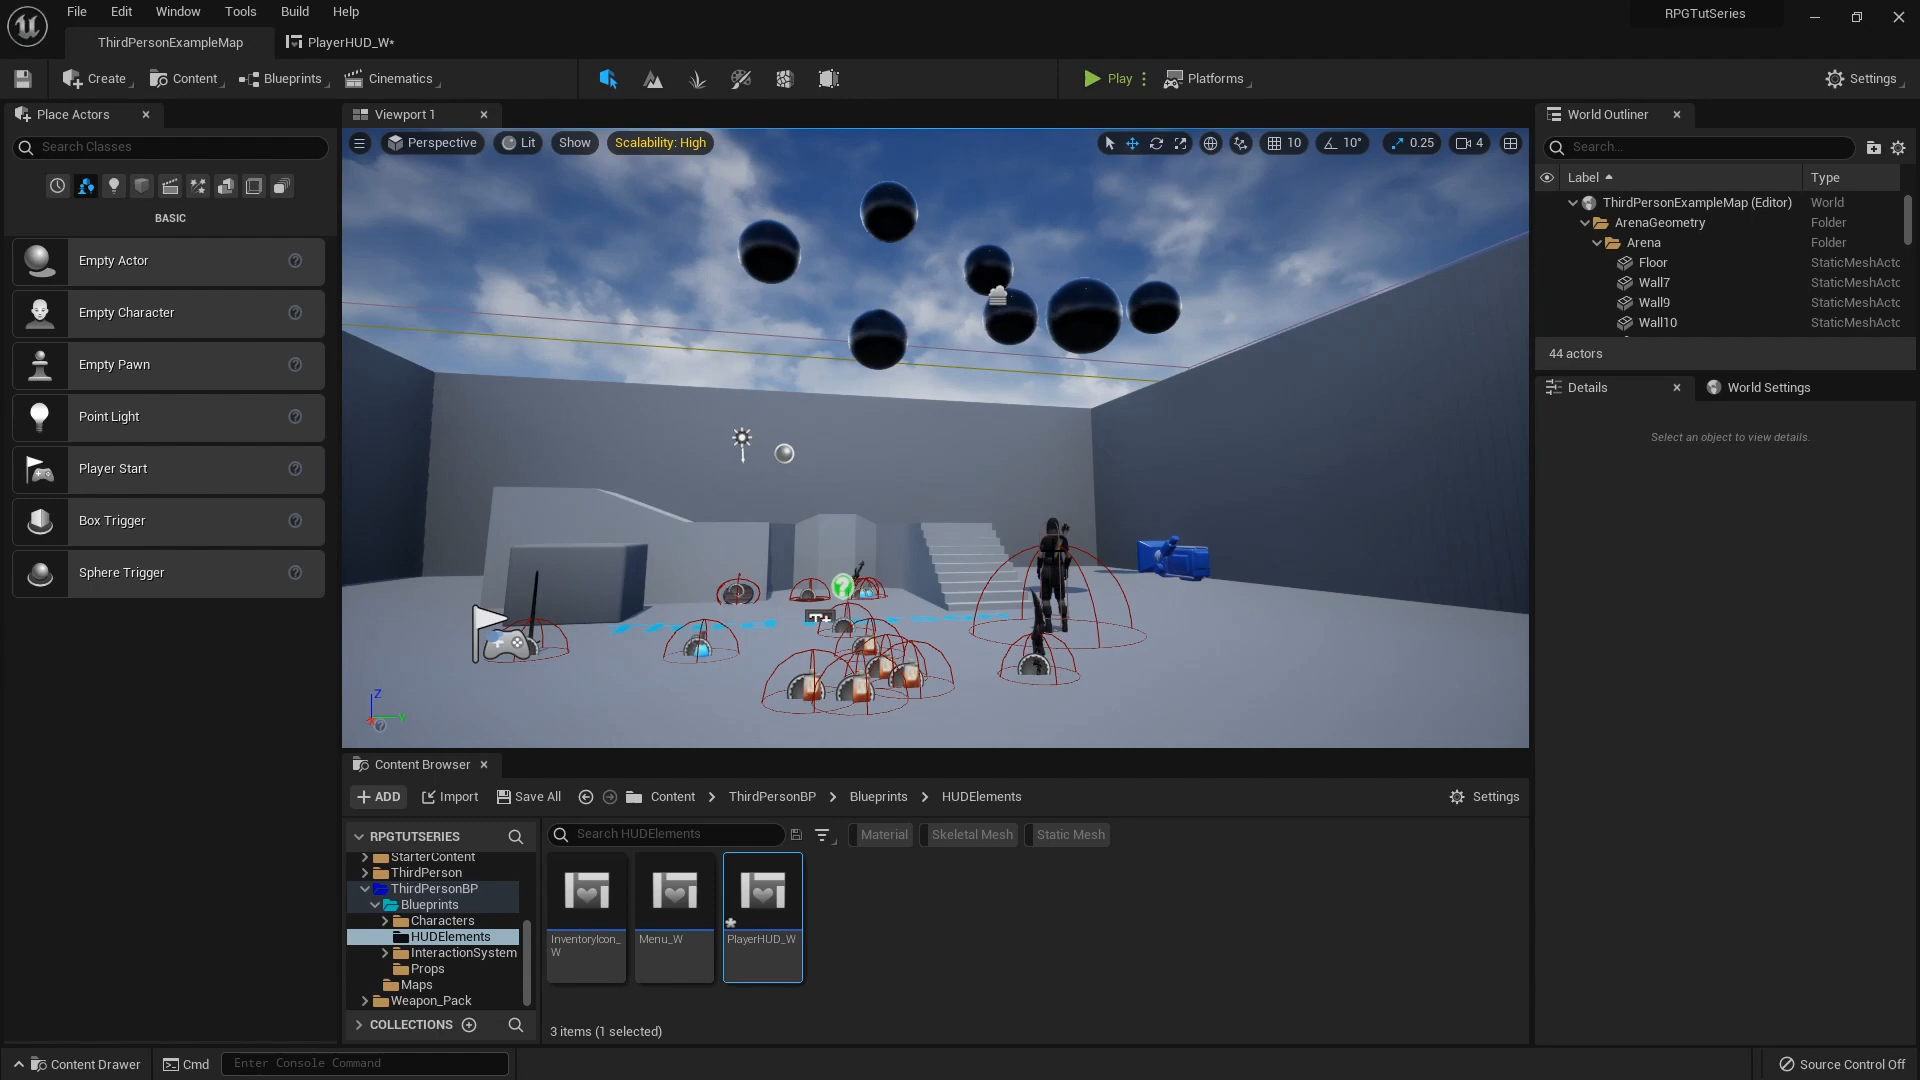 File Edit Window Tools Build Help
RPGTutSeries
ThirdPersonExampleMap
PlayerHUD_W*
Create
Content
Blueprints
Cinematics
Play
Platforms
Settings
Place Actors
Search Classes
BASIC
Empty Actor
Empty Character
Empty Pawn
Point Light
Player Start
Box Trigger
Sphere Trigger
Viewport 1
Perspective
Lit
Show
Scalability: High
10
10°
0.25
4
Z
World Outliner
Search...
Label
Type
ThirdPersonExampleMap (Editor) World
ArenaGeometry Folder
Arena Folder
Floor StaticMeshActo
Wall7 StaticMeshActo
Wall9 StaticMeshActo
Wall10 StaticMeshActo
44 actors
Details
World Settings
Select an object to view details.
Content Browser
ADD
Import
Save All
Content
ThirdPersonBP
Blueprints
HUDElements
Settings
RPGTUTSERIES
StarterContent
ThirdPerson
ThirdPersonBP
Blueprints
Characters
HUDElements
InteractionSystem
Props
Maps
Weapon_Pack
COLLECTIONS
Search HUDElements
Material
Skeletal Mesh
Static Mesh
InventoryIcon_
W
Menu_W
PlayerHUD_W
3 items (1 selected)
Content Drawer
Cmd
Enter Console Command
Source Control Off